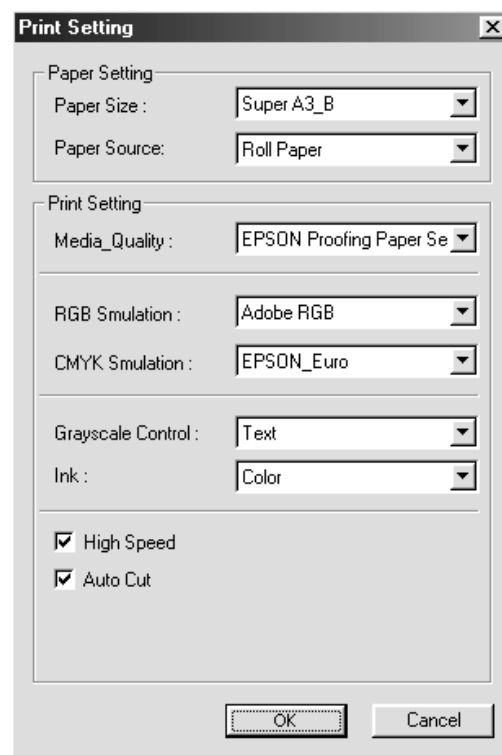 Print Setting
Paper Setting
Paper Size : Super A3_B
Paper Source: Roll Paper
Print Setting
Media_Quality : EPSON Proofing Paper Se
RGB Smulation : Adobe RGB
CMYK Smulation : EPSON_Euro
Grayscale Control : Text
Ink : Color
High Speed
Auto Cut
OK Cancel